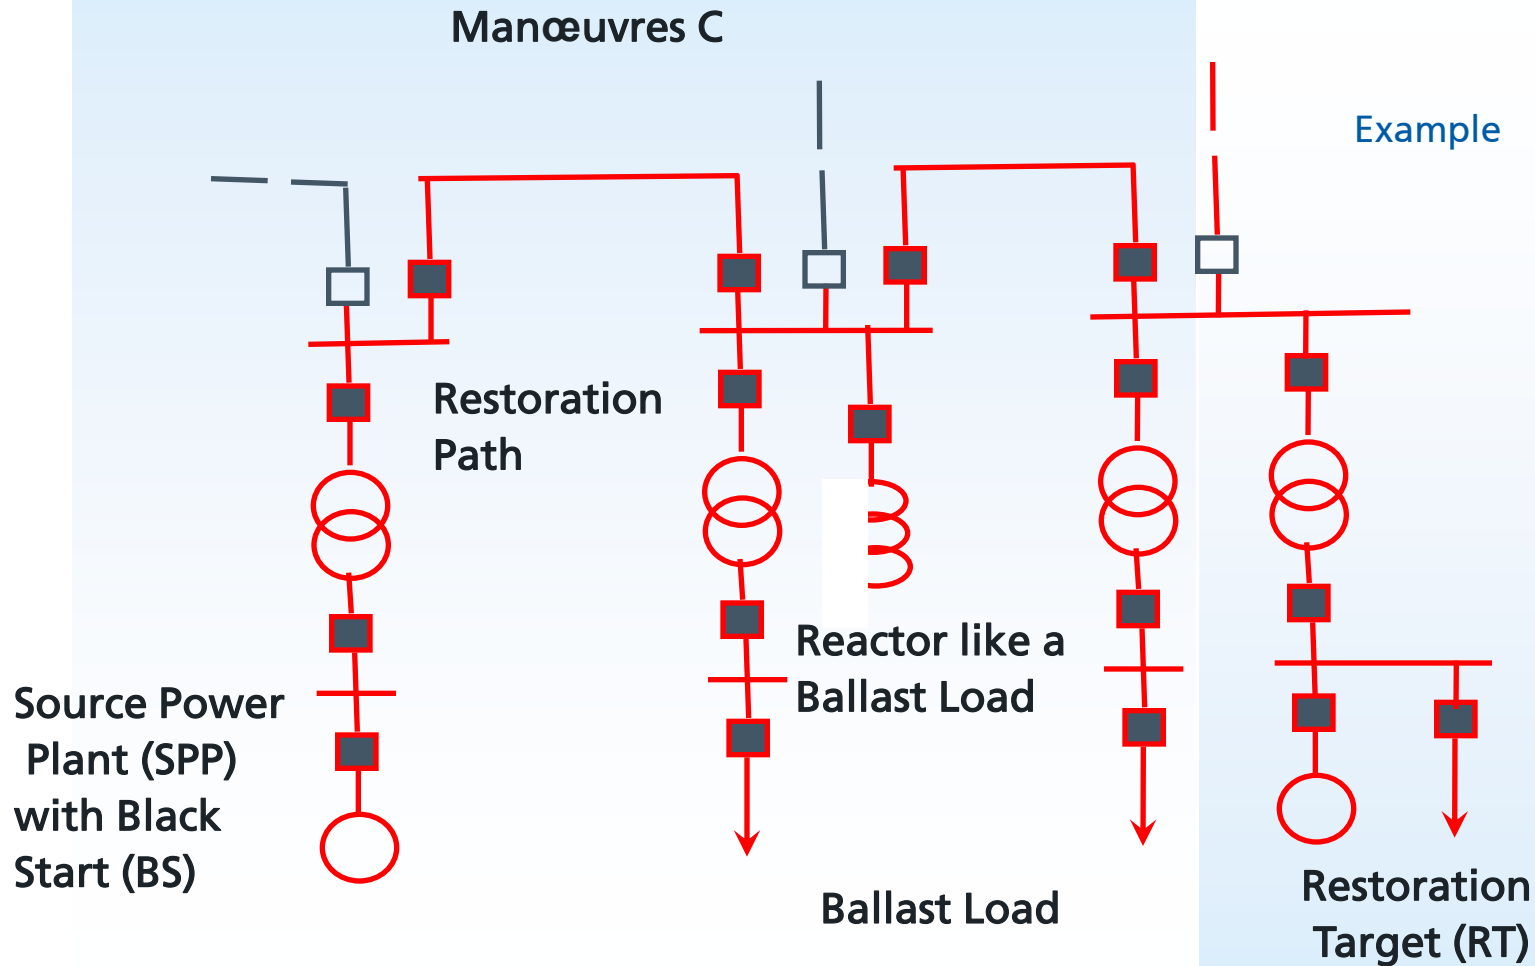 Manœuvres C
Example
Restoration
Path
Reactor like a
Ballast Load
Source Power
Plant (SPP)
with Black
Start (BS)
Ballast Load
Restoration
Target (RT)